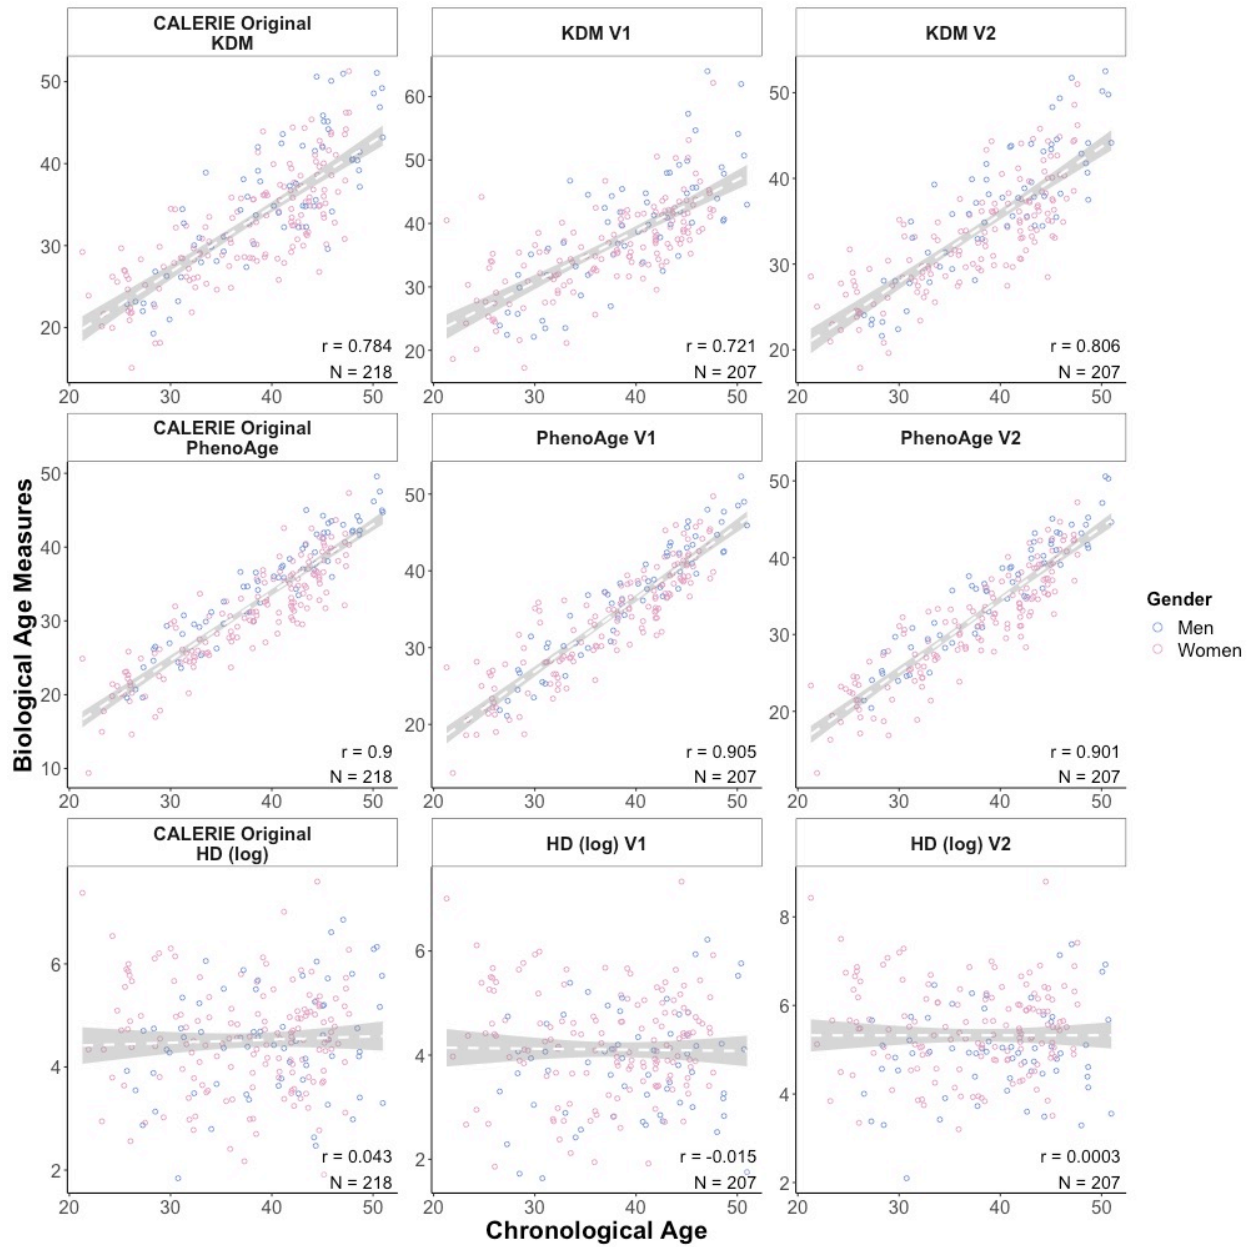 CALERIE Original
KDM
KDM V1
KDM V2
50
40
30
20
r = 0.784
N = 218
20 30 40 50
60
50
40
30
20
r = 0.721
N = 207
20 30 40 50
50
40
30
20
r = 0.806
N = 207
20 30 40 50
Biological Age Measures
CALERIE Original
PhenoAge
PhenoAge V1
PhenoAge V2
50
40
30
20
10
r = 0.9
N = 218
20 30 40 50
50
40
30
20
r = 0.905
N = 207
20 30 40 50
50
40
30
20
r = 0.901
N = 207
20 30 40 50
Gender
Men
Women
CALERIE Original
HD (log)
HD (log) V1
HD (log) V2
6
4
2
r = 0.043
N = 218
20 30 40 50
6
4
2
r = -0.015
N = 207
20 30 40 50
8
6
4
2
r = 0.0003
N = 207
20 30 40 50
Chronological Age